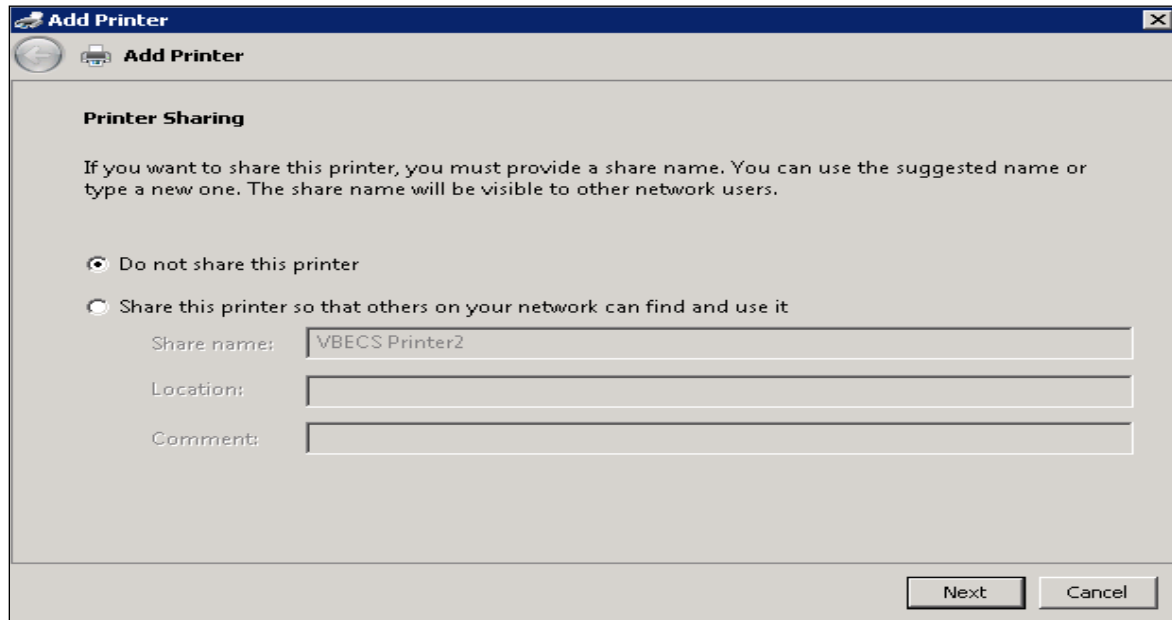 Add Printer
Add Printer
Printer Sharing
If you want to share this printer, you must provide a share name. You can use the suggested name or
type a new one. The share name will be visible to other network users.
Do not share this printer
Share this printer so that others on your network can find and use it
Share name: VBECS Printer2
Location:
Comment:
Next Cancel